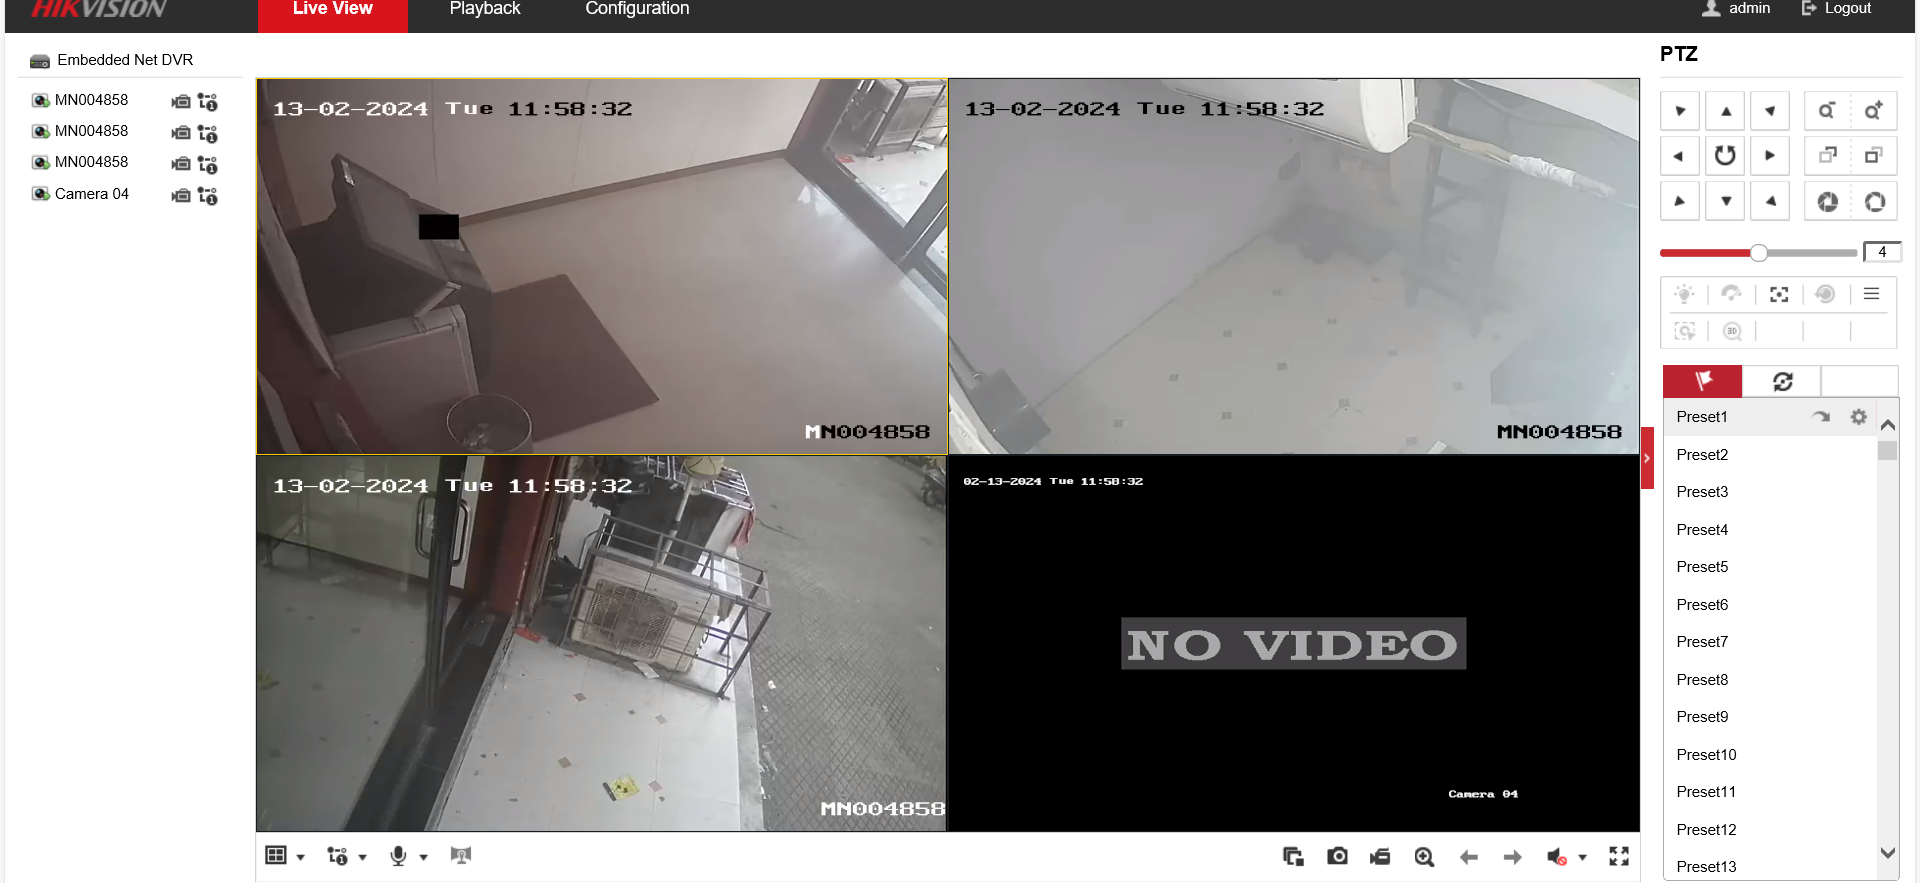 HIKVISION
Live View
Playback
Configuration
admin
Logout
Embedded Net DVR
MN004858
MN004858
MN004858
Camera 04
13-02-2024 Tue 11:58:32
MN004858
13-02-2024 Tue 11:58:32
MN004858
13-02-2024 Tue 11:58:32
MN004858
02-13-2024 Tue 11:58:32
NO VIDEO
Camera 04
PTZ
4
3D
Preset1
Preset2
Preset3
Preset4
Preset5
Preset6
Preset7
Preset8
Preset9
Preset10
Preset11
Preset12
Preset13